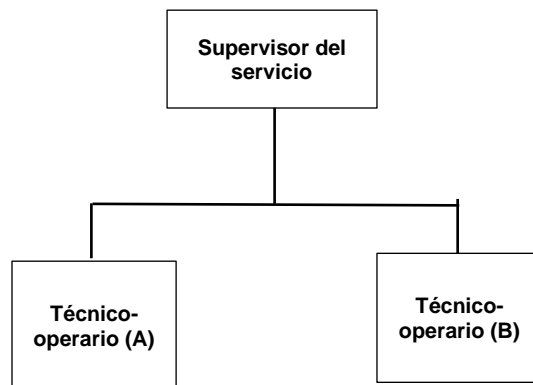 Supervisor del
servicio
Técnico-
operario (A)
Técnico-
operario (B)